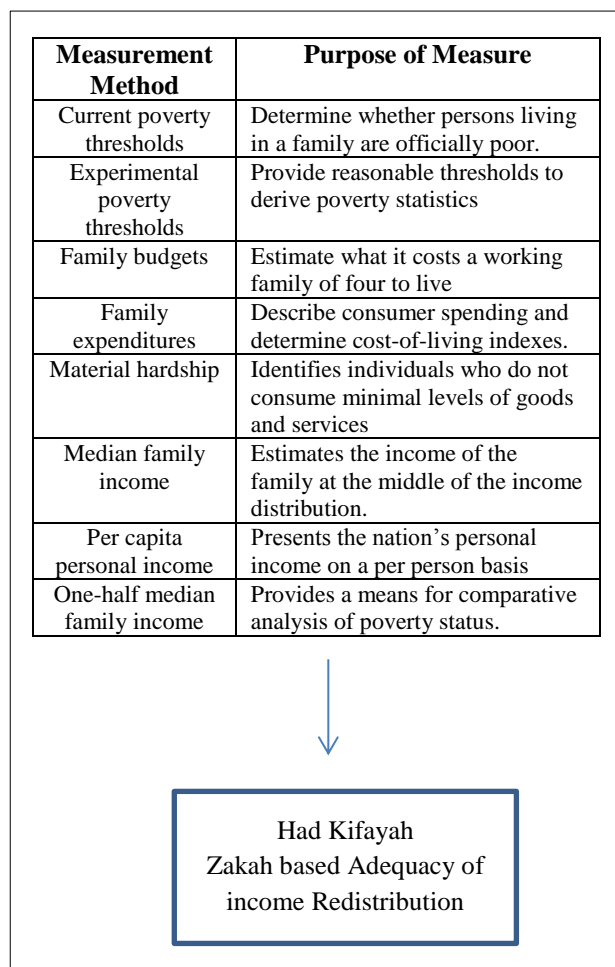 Measurement Method
Purpose of Measure
Current poverty thresholds
Determine whether persons living in a family are officially poor.
Experimental poverty thresholds
Provide reasonable thresholds to derive poverty statistics
Family budgets
Estimate what it costs a working family of four to live
Family expenditures
Describe consumer spending and determine cost-of-living indexes.
Material hardship
Identifies individuals who do not consume minimal levels of goods and services
Median family income
Estimates the income of the family at the middle of the income distribution.
Per capita personal income
Presents the nation's personal income on a per person basis
One-half median family income
Provides a means for comparative analysis of poverty status.
Had Kifayah
Zakah based Adequacy of
income Redistribution